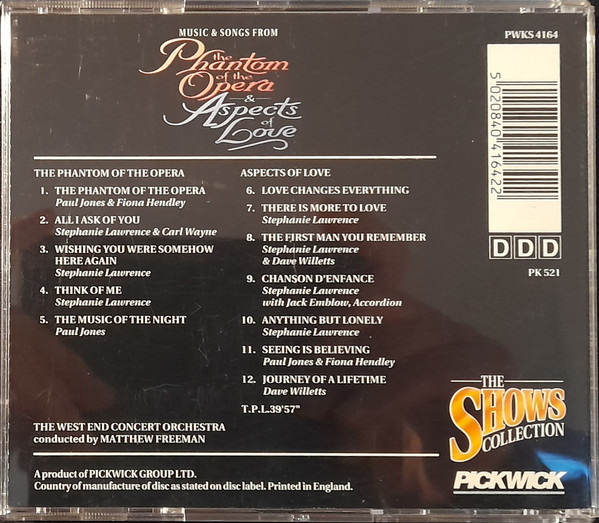 MUSIC & SONGS FROM
the
Phantom
of the
Opera
&
Aspects
of
Love
PWKS 4164
5020840416422
DDD
PK 521
THE PHANTOM OF THE OPERA
1. THE PHANTOM OF THE OPERA
Paul Jones & Fiona Hendley
2. ALL I ASK OF YOU
Stephanie Lawrence & Carl Wayne
3. WISHING YOU WERE SOMEHOW
HERE AGAIN
Stephanie Lawrence
4. THINK OF ME
Stephanie Lawrence
5. THE MUSIC OF THE NIGHT
Paul Jones
ASPECTS OF LOVE
6. LOVE CHANGES EVERYTHING
7. THERE IS MORE TO LOVE
Stephanie Lawrence
8. THE FIRST MAN YOU REMEMBER
Stephanie Lawrence
& Dave Willetts
9. CHANSON D'ENFANCE
Stephanie Lawrence
with Jack Emblow, Accordion
10. ANYTHING BUT LONELY
Stephanie Lawrence
11. SEEING IS BELIEVING
Paul Jones & Fiona Hendley
12. JOURNEY OF A LIFETIME
Dave Willetts
T.P.L.39'57"
THE WEST END CONCERT ORCHESTRA
conducted by MATTHEW FREEMAN
THE
SHOWS
COLLECTION
PICKWICK
A product of PICKWICK GROUP LTD.
Country of manufacture of disc as stated on disc label. Printed in England.